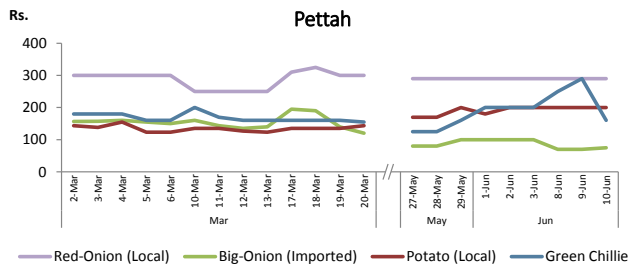 Rs.
Pettah
400
300
200
100
0
2-Mar 3-Mar 4-Mar 5-Mar 6-Mar 10-Mar 11-Mar 12-Mar 13-Mar 17-Mar 18-Mar 19-Mar 20-Mar // 27-May 28-May 29-May 1-Jun 2-Jun 3-Jun 8-Jun 9-Jun 10-Jun
Mar May Jun
Red-Onion (Local) Big-Onion (Imported) Potato (Local) Green Chillie